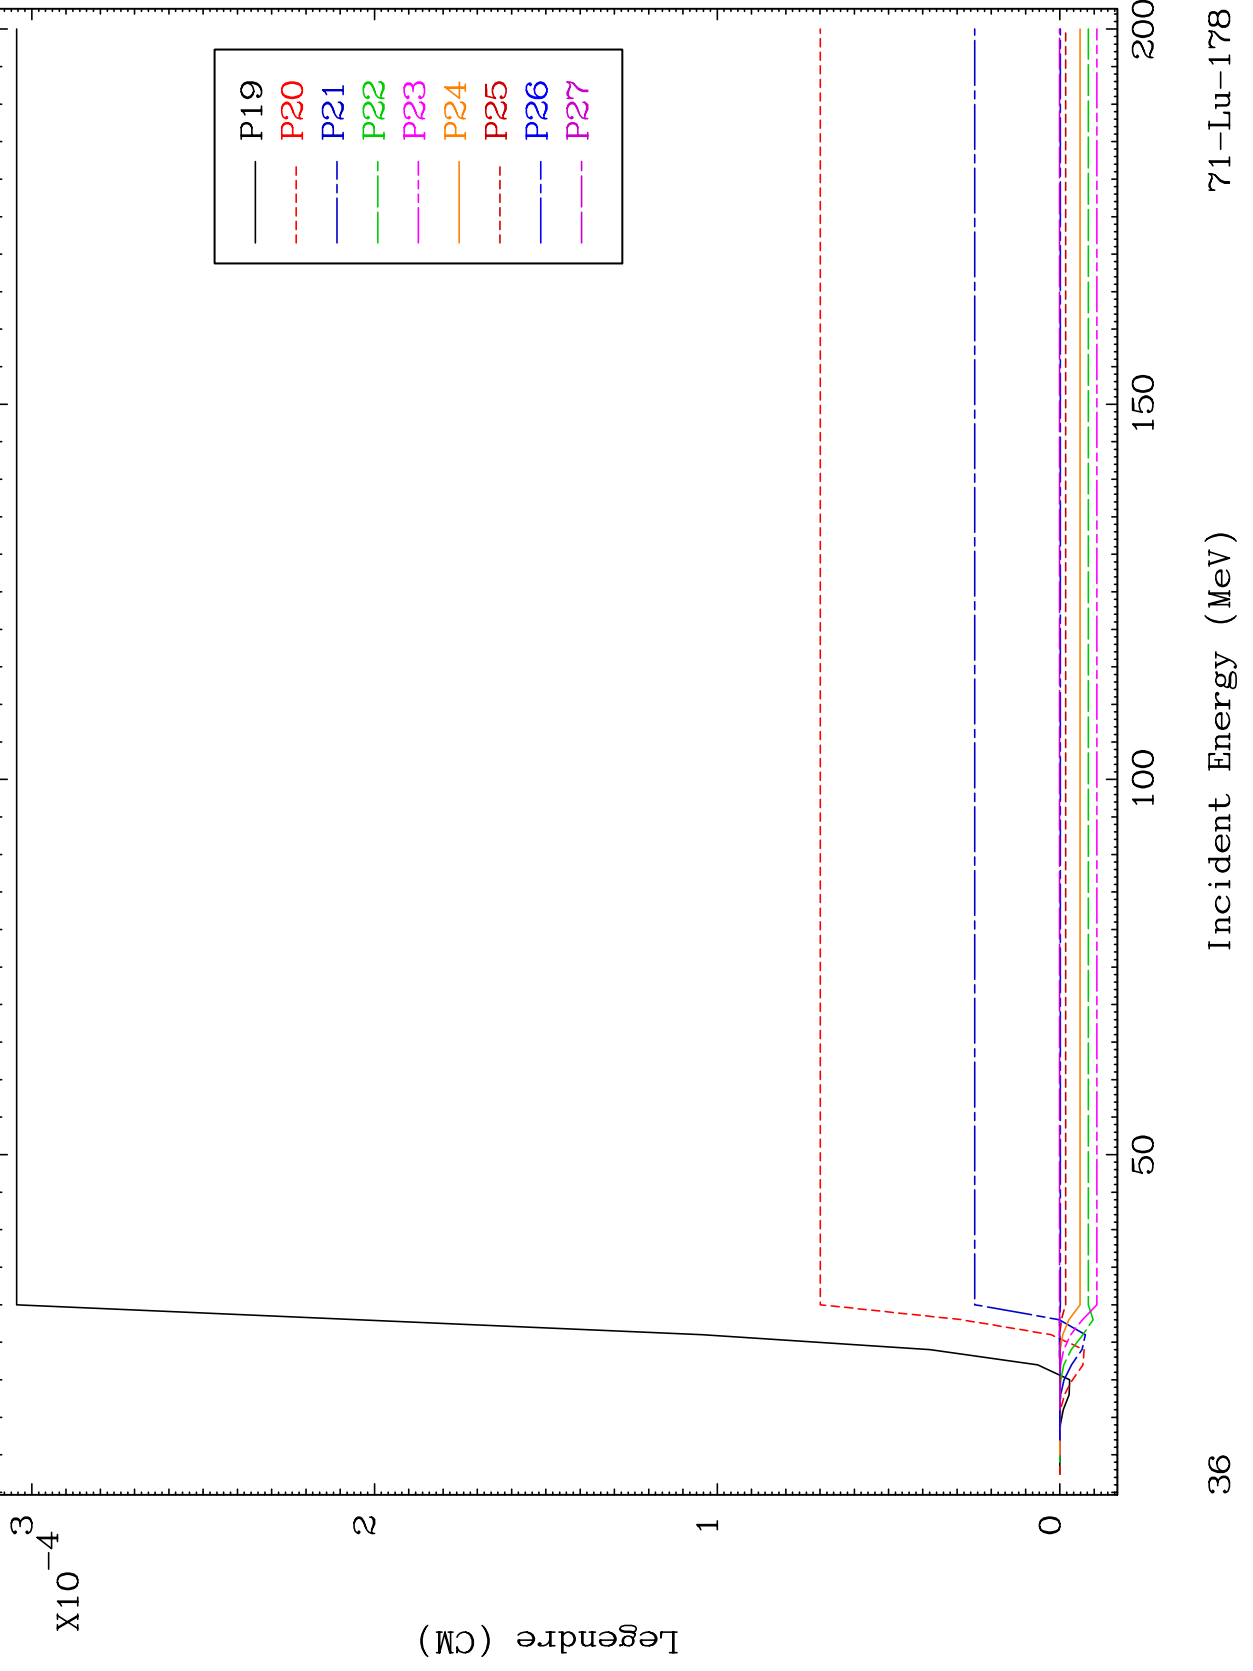 P19
P20
P21
P22
P23
P24
P25
P26
P27
3
2
1
0
X10
-4
Legendre (CM)
50
100
150
200
Incident Energy (MeV)
36
71-Lu-178